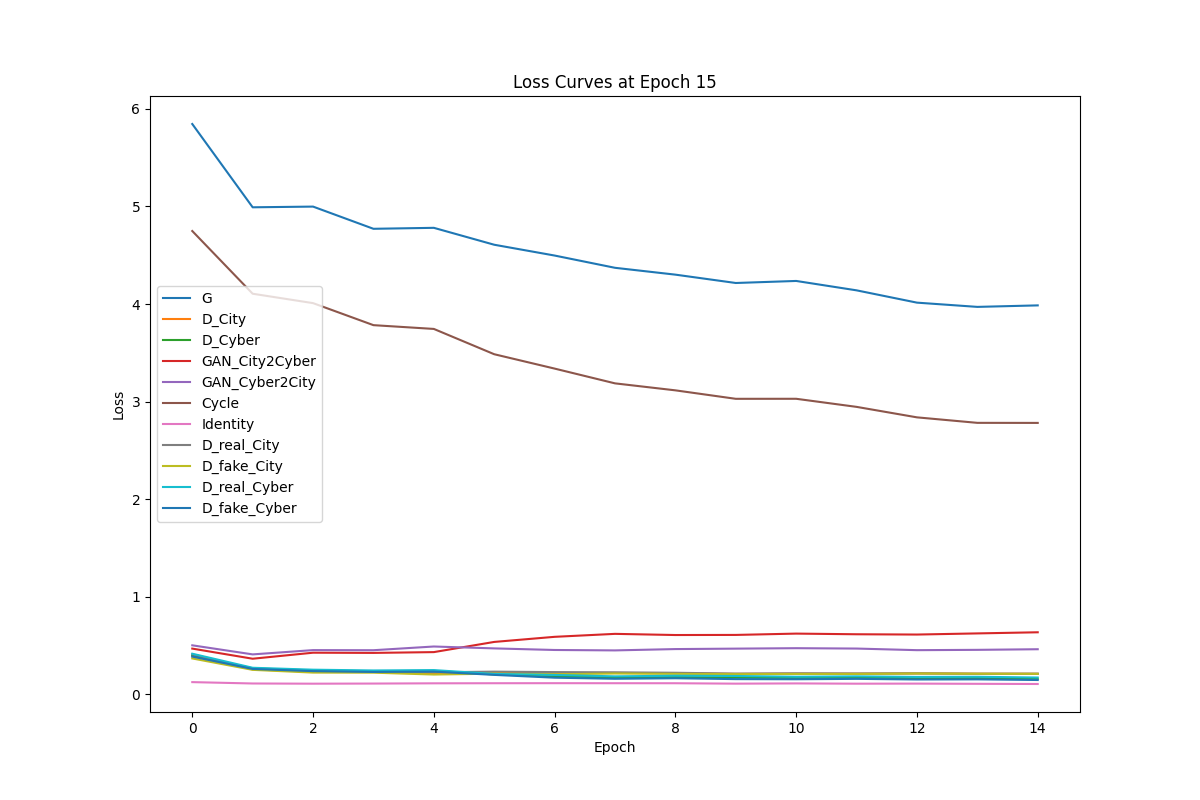 Loss Curves at Epoch 15
6
5
4
3
2
1
0
Loss
G
D_City
D_Cyber
GAN_City2Cyber
GAN_Cyber2City
Cycle
Identity
D_real_City
D_fake_City
D_real_Cyber
D_fake_Cyber
0 2 4 6 8 10 12 14
Epoch